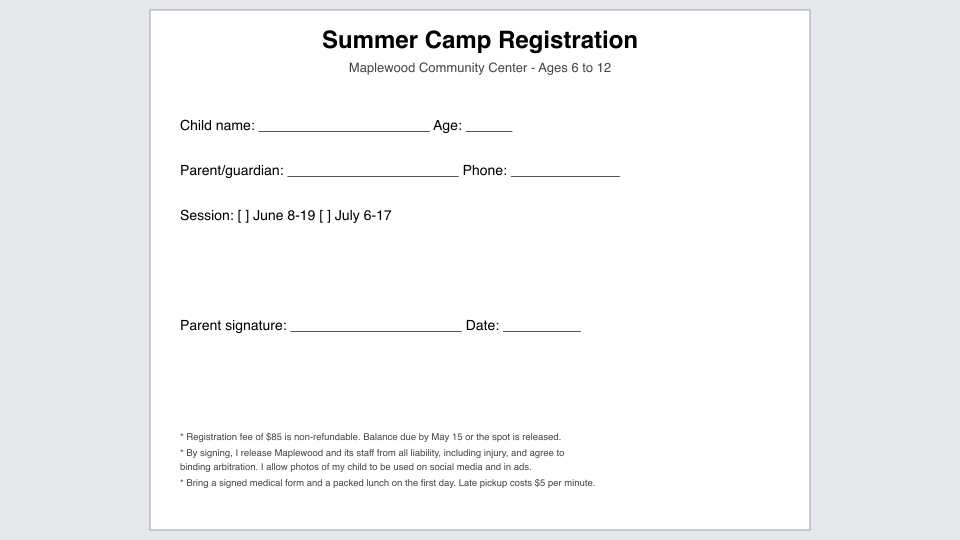 Summer Camp Registration
Maplewood Community Center - Ages 6 to 12
Child name: ______________________ Age: ______
Parent/guardian: ______________________ Phone: ______________
Session: [ ] June 8-19 [ ] July 6-17
Parent signature: ______________________ Date: __________
* Registration fee of $85 is non-refundable. Balance due by May 15 or the spot is released.
* By signing, I release Maplewood and its staff from all liability, including injury, and agree to
binding arbitration. I allow photos of my child to be used on social media and in ads.
* Bring a signed medical form and a packed lunch on the first day. Late pickup costs $5 per minute.